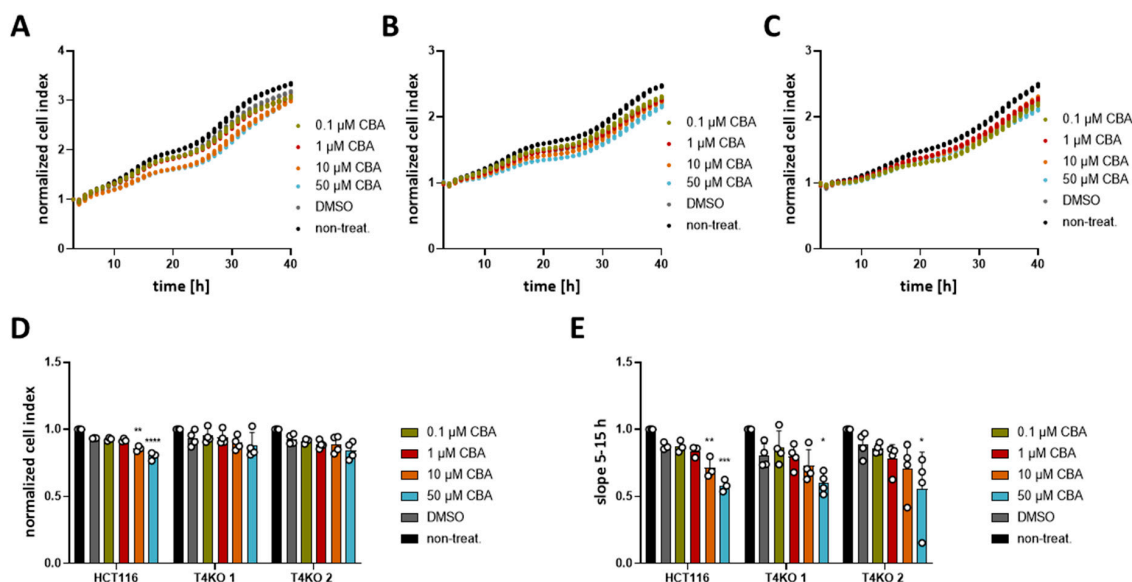 A
normalized cell index
4
3
2
1
0
10
20
30
40
time [h]
0.1 µM CBA
1 µM CBA
10 µM CBA
50 µM CBA
DMSO
non-treat.
B
normalized cell index
3
2
1
0
10
20
30
40
time [h]
0.1 µM CBA
1 µM CBA
10 µM CBA
50 µM CBA
DMSO
non-treat.
C
normalized cell index
3
2
1
0
10
20
30
40
time [h]
0.1 µM CBA
1 µM CBA
10 µM CBA
50 µM CBA
DMSO
non-treat.
D
normalized cell index
1.5
1.0
0.5
0.0
**
****
HCT116
T4KO 1
T4KO 2
0.1 µM CBA
1 µM CBA
10 µM CBA
50 µM CBA
DMSO
non-treat.
E
slope 5-15 h
1.5
1.0
0.5
0.0
**
***
*
*
HCT116
T4KO 1
T4KO 2
0.1 µM CBA
1 µM CBA
10 µM CBA
50 µM CBA
DMSO
non-treat.